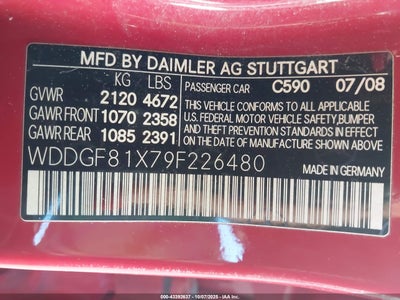 MFD BY DAIMLER AG STUTTGART
KG LBS
GVWR 2120 4672
GAWR FRONT 1070 2358
GAWR REAR 1085 2391
PASSENGER CAR C590 07/08
THIS VEHICLE CONFORMS TO ALL APPLICABLE
U.S. FEDERAL MOTOR VEHICLE SAFETY, BUMPER
AND THEFT PREVENTION STANDARDS IN EFFECT
ON THE DATE OF MANUFACTURE SHOWN ABOVE.
WDDGF81X79F226480
MADE IN GERMANY
000-43392637 - 10/07/2025 - IAAI.COM